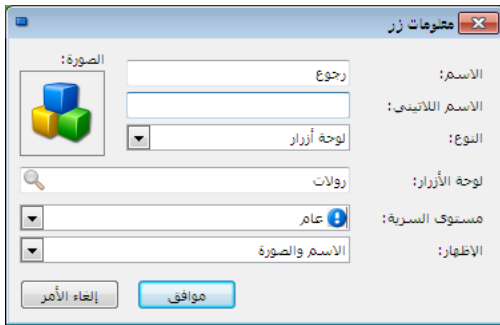 معلومات زر
الاسم: رجوع
الصورة:
الاسم اللاتيني:
النوع: لوحة أزرار
لوحة الأزرار: رولات
مستوى السرية: عام
الإظهار: الاسم والصورة
موافق إلغاء الأمر